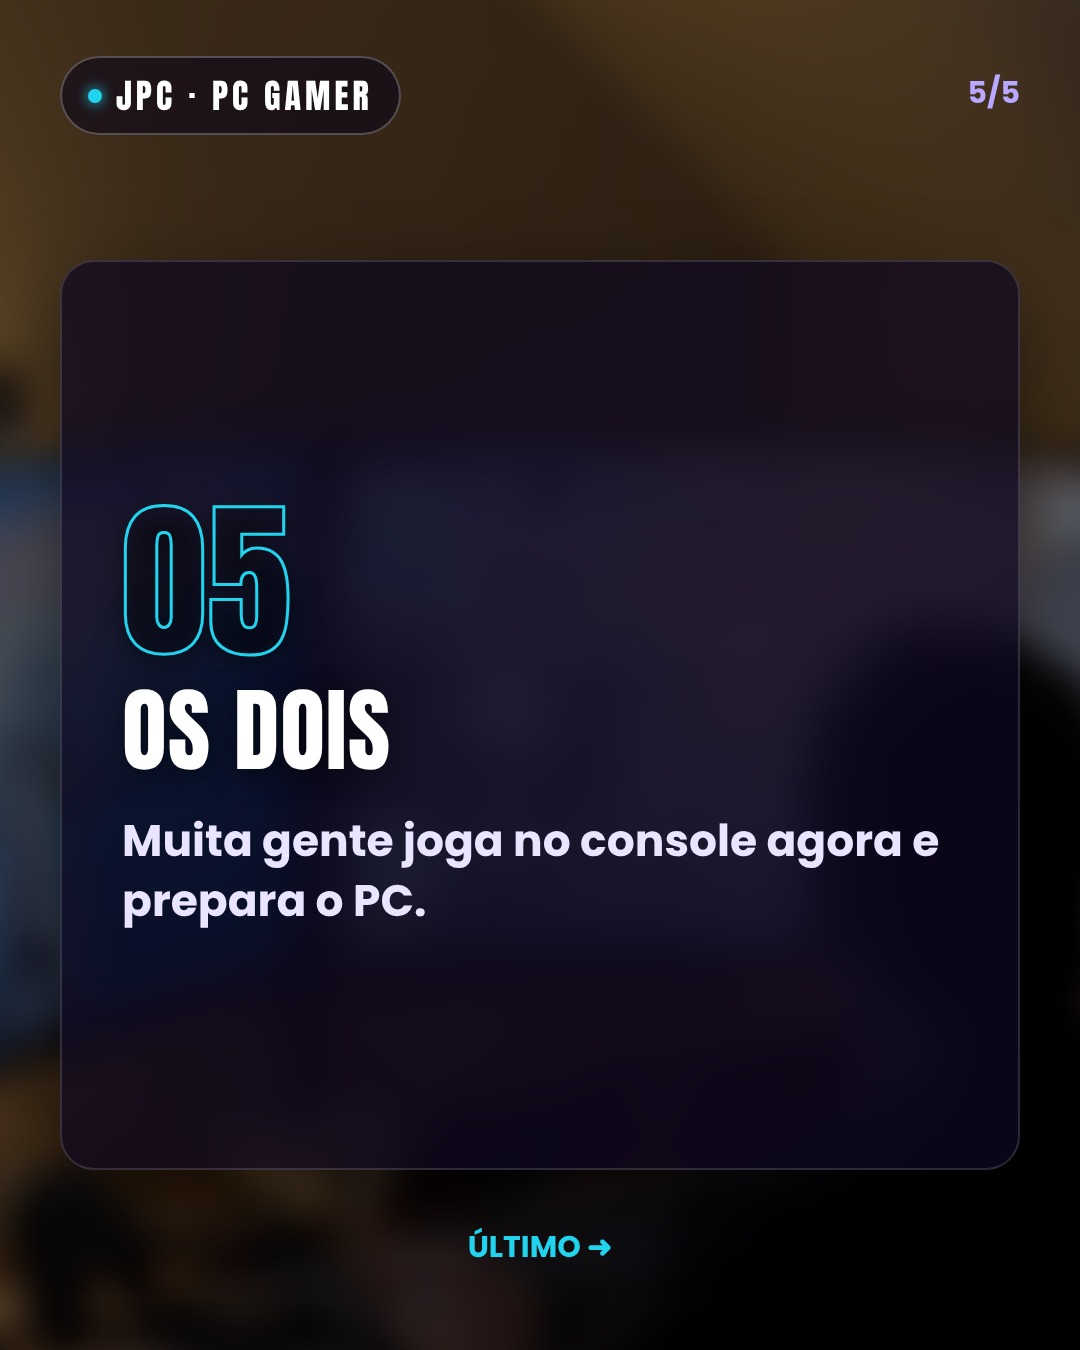 JPC · PC GAMER
5/5
05
OS DOIS
Muita gente joga no console agora e
prepara o PC.
ÚLTIMO →